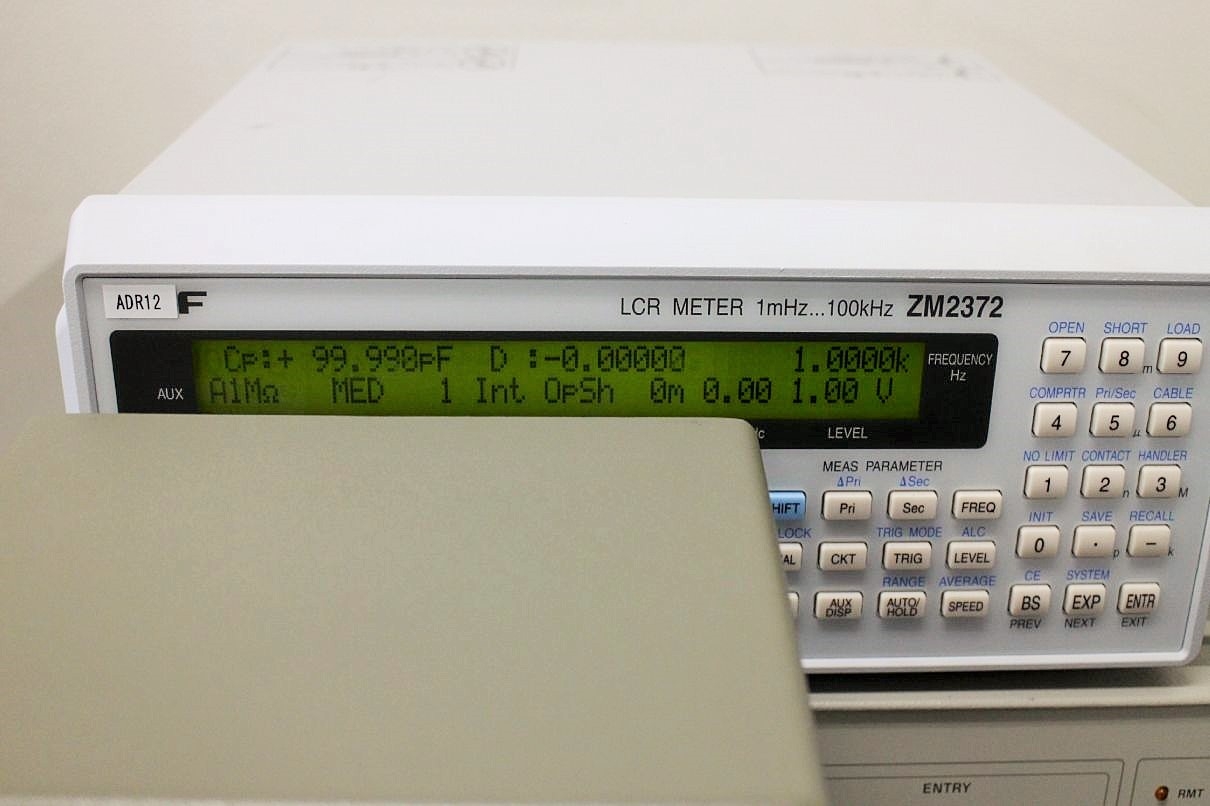 ADR12 F
LCR METER 1mHz...100kHz ZM2372
Cp:+ 99.990pF D :-0.00000 1.0000k
A1MΩ MED 1 Int OpSh 0m 0.00 1.00 V
AUX
FREQUENCY
Hz
LEVEL
MEAS PARAMETER
ΔPri ΔSec
HIFT Pri Sec FREQ
LOCK TRIG MODE ALC
AL CKT TRIG LEVEL
RANGE AVERAGE
AUX DISP AUTO/HOLD SPEED
OPEN SHORT LOAD
7 8 m 9
COMPRTR Pri/Sec CABLE
4 5 μ 6
NO LIMIT CONTACT HANDLER
1 2 n 3 M
INIT SAVE RECALL
0 · p − k
CE SYSTEM
BS EXP ENTR
PREV NEXT EXIT
ENTRY
RMT